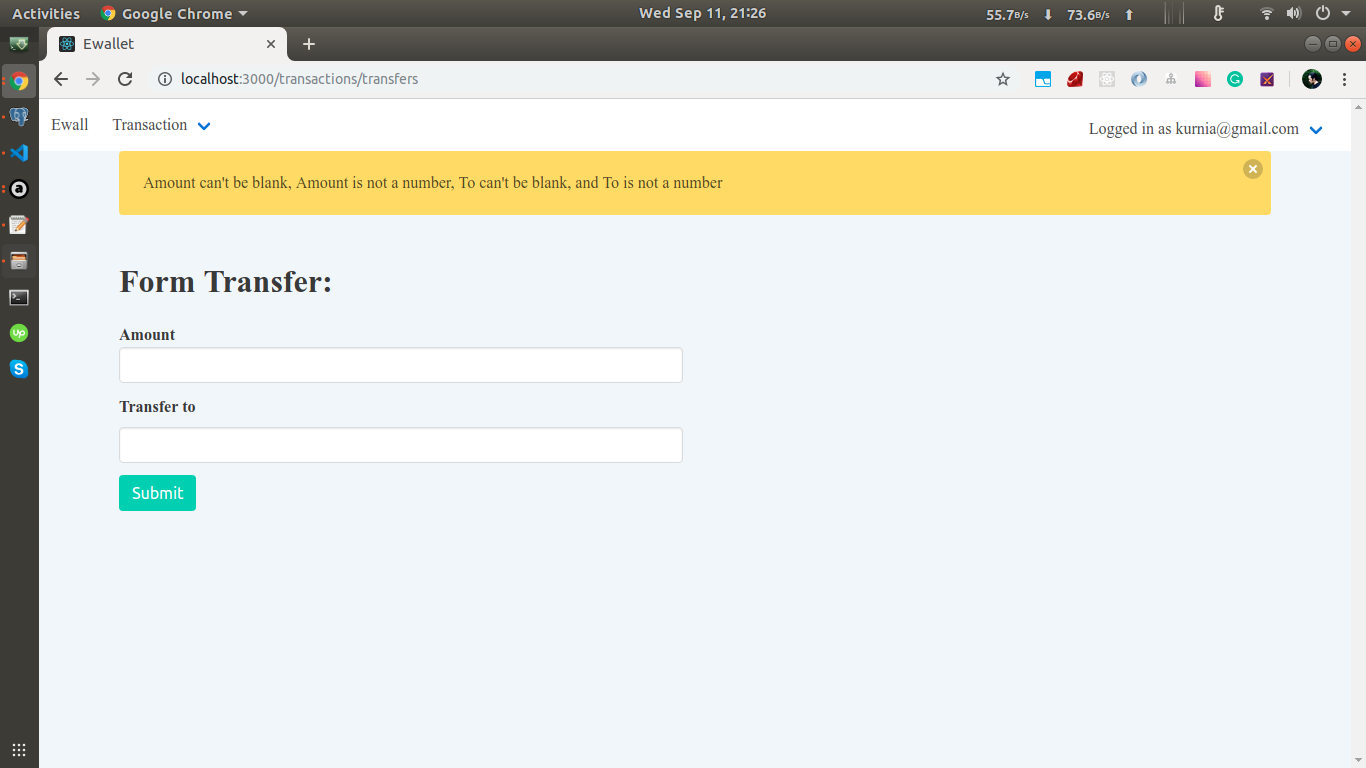 Activities Google Chrome Wed Sep 11, 21:26 55.7B/s 73.6B/s
Ewallet
localhost:3000/transactions/transfers
Ewall Transaction Logged in as kurnia@gmail.com
Amount can't be blank, Amount is not a number, To can't be blank, and To is not a number
Form Transfer:
Amount
Transfer to
Submit